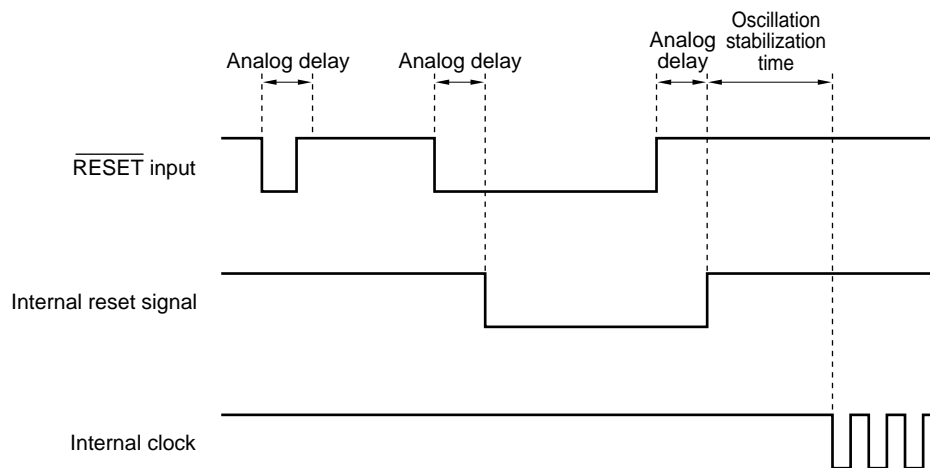 Oscillation
stabilization
time
Analog delay
Analog delay
Analog
delay
RESET input
Internal reset signal
Internal clock